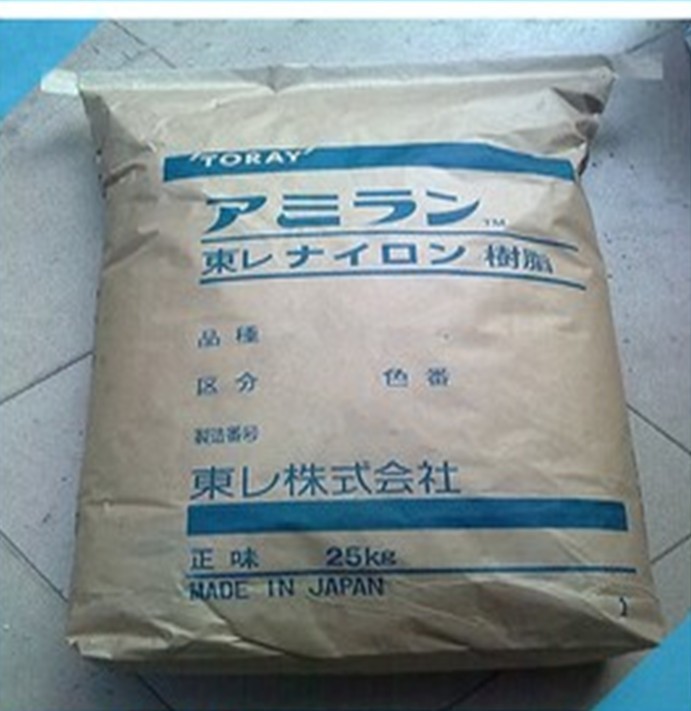 "TORAY"
アミラン™
東レナイロン 樹脂
品種
区分 色番
製造番号
東レ株式会社
正味 25kg
MADE IN JAPAN